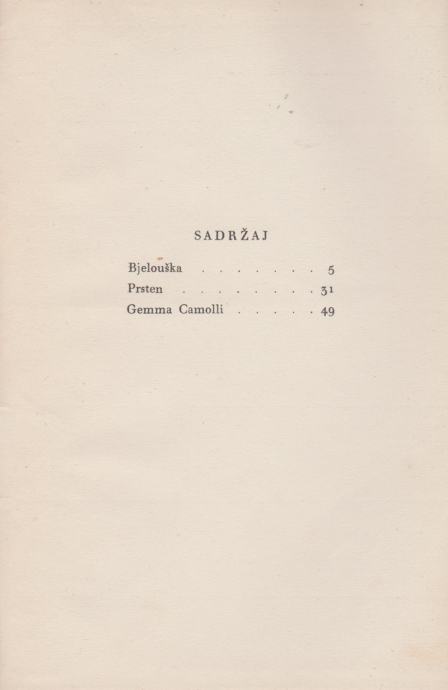 SADRŽAJ
Bjelouška . . . . . . . 5
Prsten . . . . . . . . 31
Gemma Camolli . . . . . 49